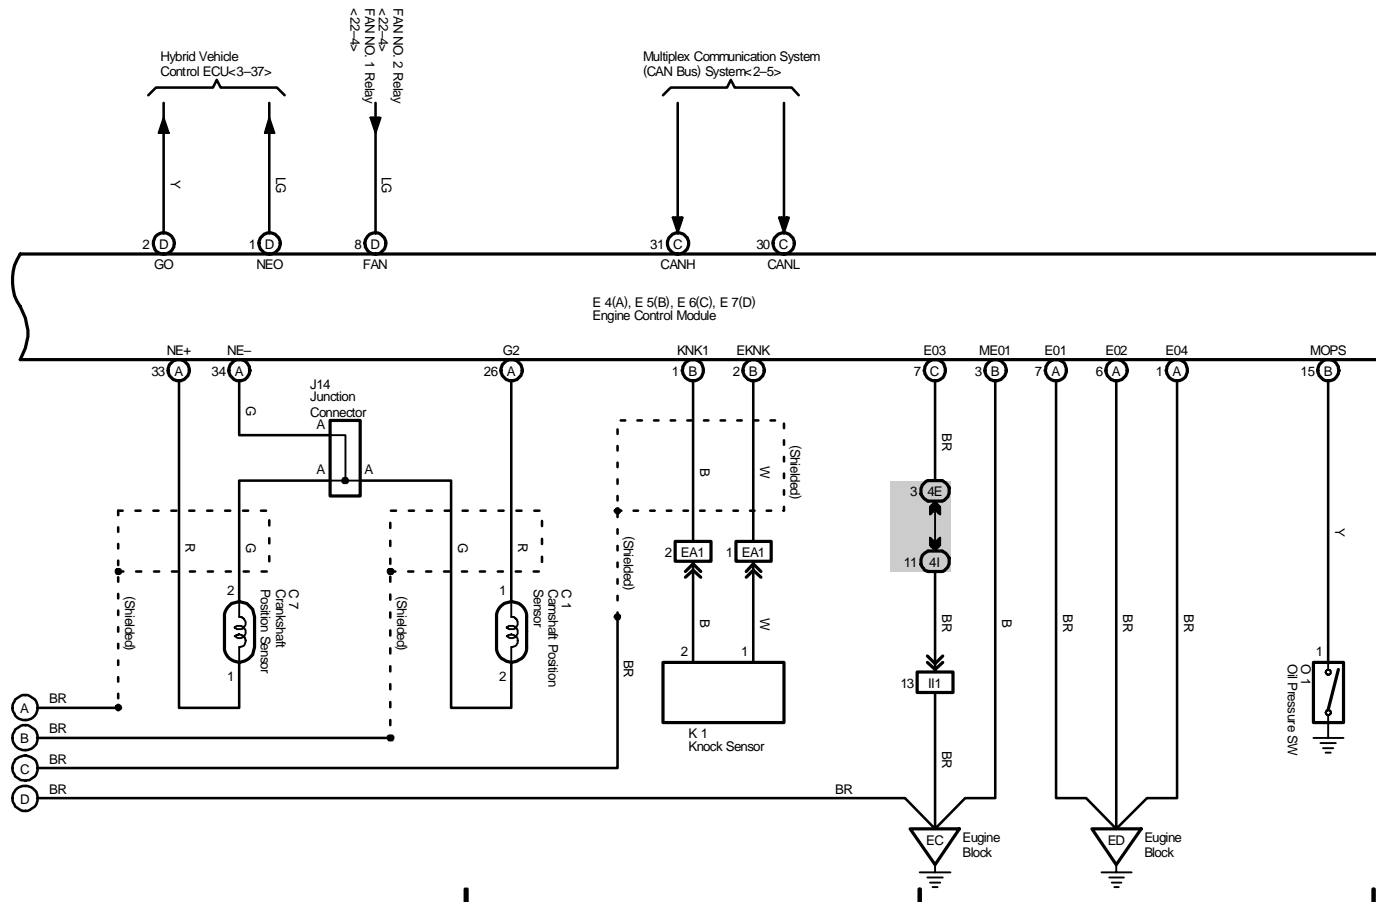 Hybrid Vehicle
Control ECU<3–37>
FAN NO. 2 Relay
<22–4>
FAN NO. 1 Relay
<22–4>
Multiplex Communication System
(CAN Bus) System<2–5>
Y
LG
LG
2 D
1 D
8 D
31 C
30 C
GO
NEO
FAN
CANH
CANL
E 4(A), E 5(B), E 6(C), E 7(D)
Engine Control Module
NE+
NE–
G2
KNK1
EKNK
E03
ME01
E01
E02
E04
MOPS
33 A
34 A
26 A
1 B
2 B
7 C
3 B
7 A
6 A
1 A
15 B
J14
Junction
Connector
G
A
A
A
BR
B
W
(Shielded)
3 4E
11 4I
R
G
G
R
(Shielded)
2 EA1
1 EA1
Y
2
C 7
Crankshaft
Position Sensor
1
(Shielded)
(Shielded)
1
C 1
Camshaft Position
Sensor
2
B
W
BR
BR
B
BR
BR
BR
2
1
K 1
Knock Sensor
13 II1
BR
1
O 1
Oil Pressure SW
A BR
B BR
C BR
D BR
BR
EC
Eugine
Block
ED
Eugine
Block